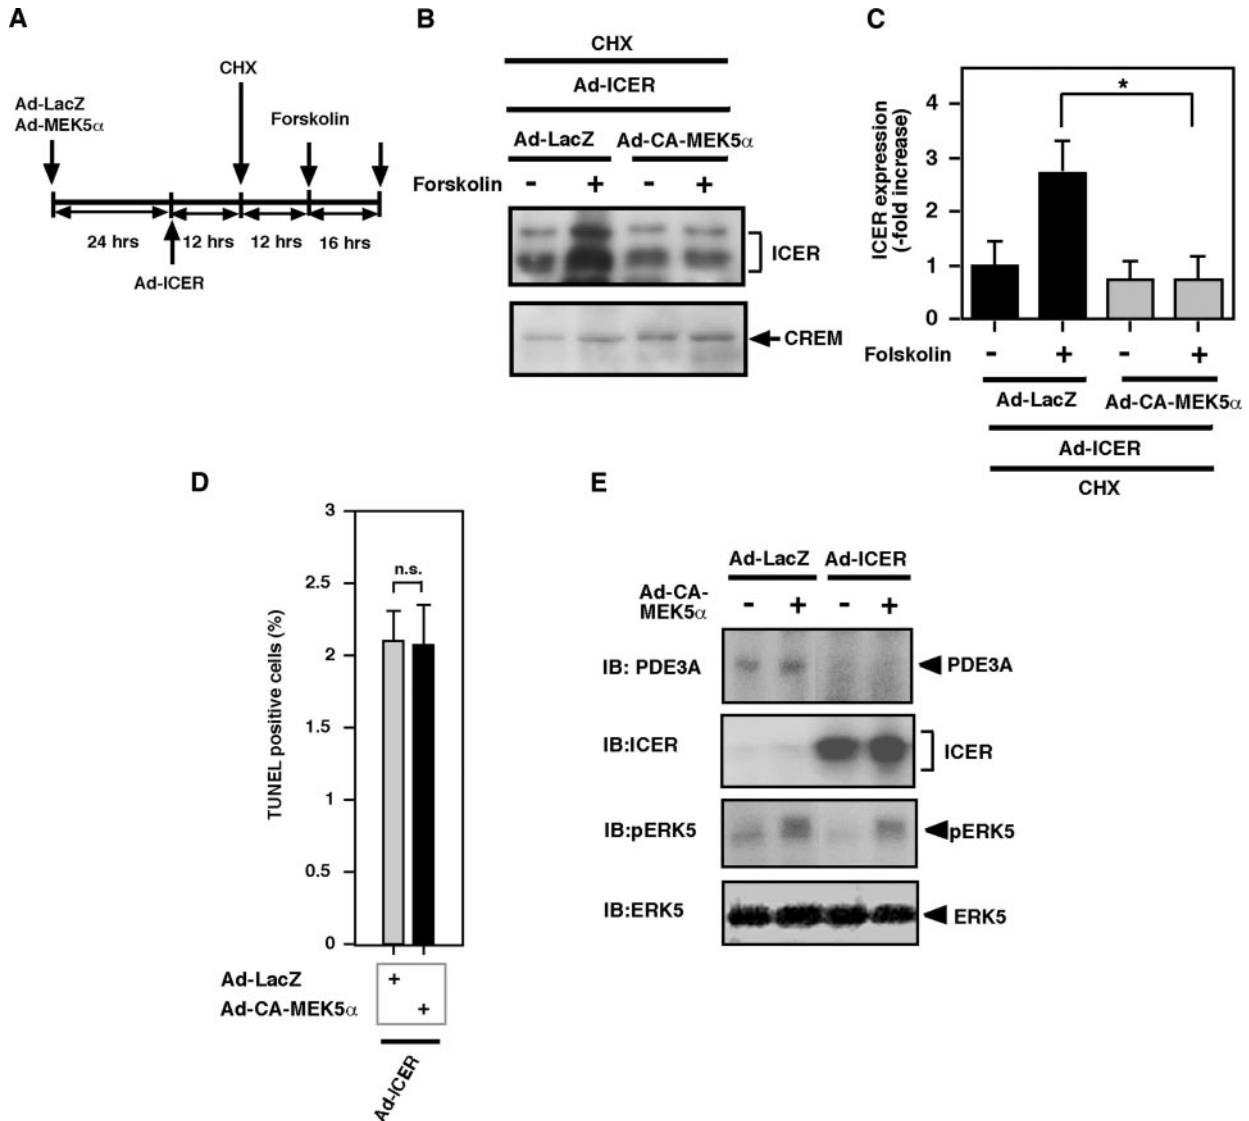 A
CHX
Ad-LacZ
Ad-MEK5α
Forskolin
24 hrs 12 hrs 12 hrs 16 hrs
Ad-ICER
B
CHX
Ad-ICER
Ad-LacZ Ad-CA-MEK5α
Forskolin - + - +
ICER
CREM
C
ICER expression
(-fold increase)
4
3
2
1
0
*
Folskolin - + - +
Ad-LacZ Ad-CA-MEK5α
Ad-ICER
CHX
D
TUNEL positive cells (%)
3
2.5
2
1.5
1
0.5
0
n.s.
Ad-LacZ +
Ad-CA-MEK5α +
Ad-ICER
E
Ad-LacZ Ad-ICER
Ad-CA-
MEK5α - + - +
IB: PDE3A PDE3A
IB:ICER ICER
IB:pERK5 pERK5
IB:ERK5 ERK5